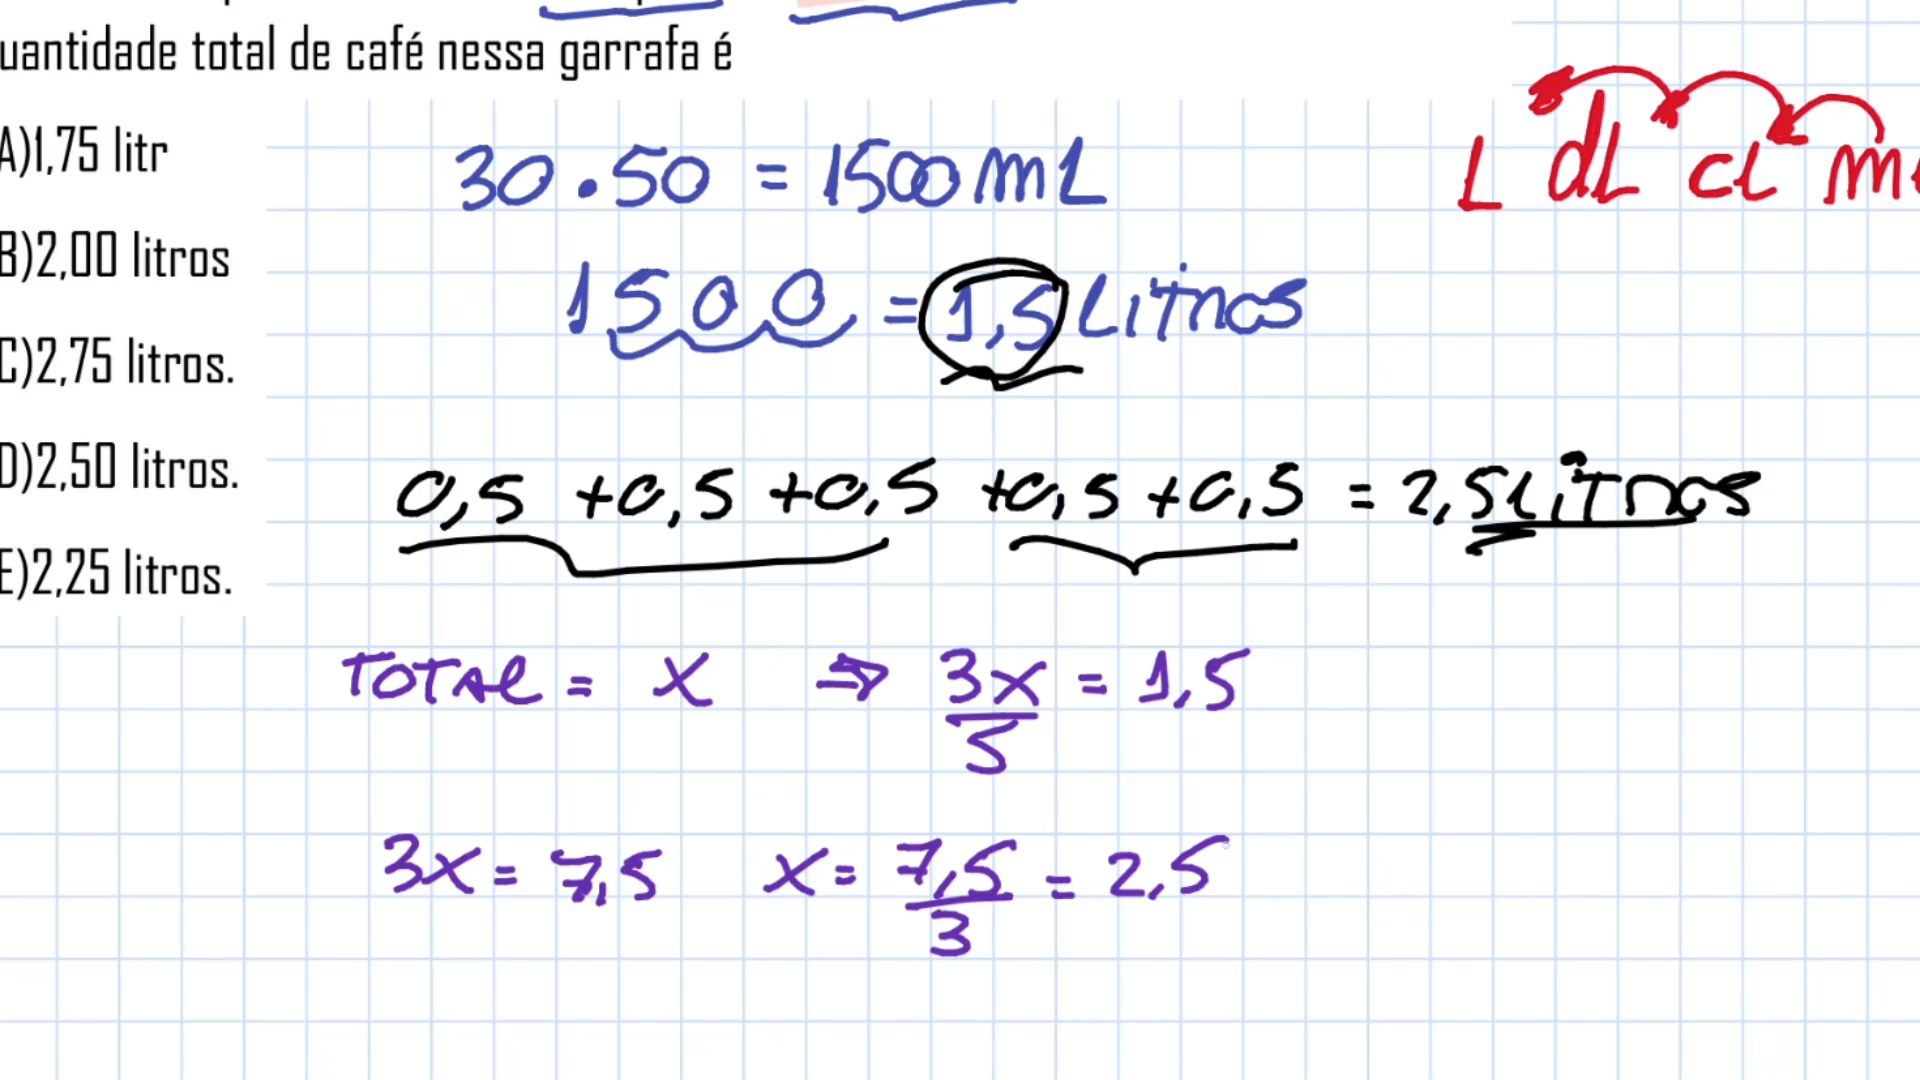 uantidade total de café nessa garrafa é
A)1,75 litr
B)2,00 litros
C)2,75 litros.
D)2,50 litros.
E)2,25 litros.
30.50 = 1500 mL
1500, = 1,5 Litros
L dL cL m
0,5 + 0,5 + 0,5 + 0,5 + 0,5 = 2,5 Litros
TOTAL = x ⇒ 3x/5 = 1,5
3x = 7,5 x = 7,5/3 = 2,5